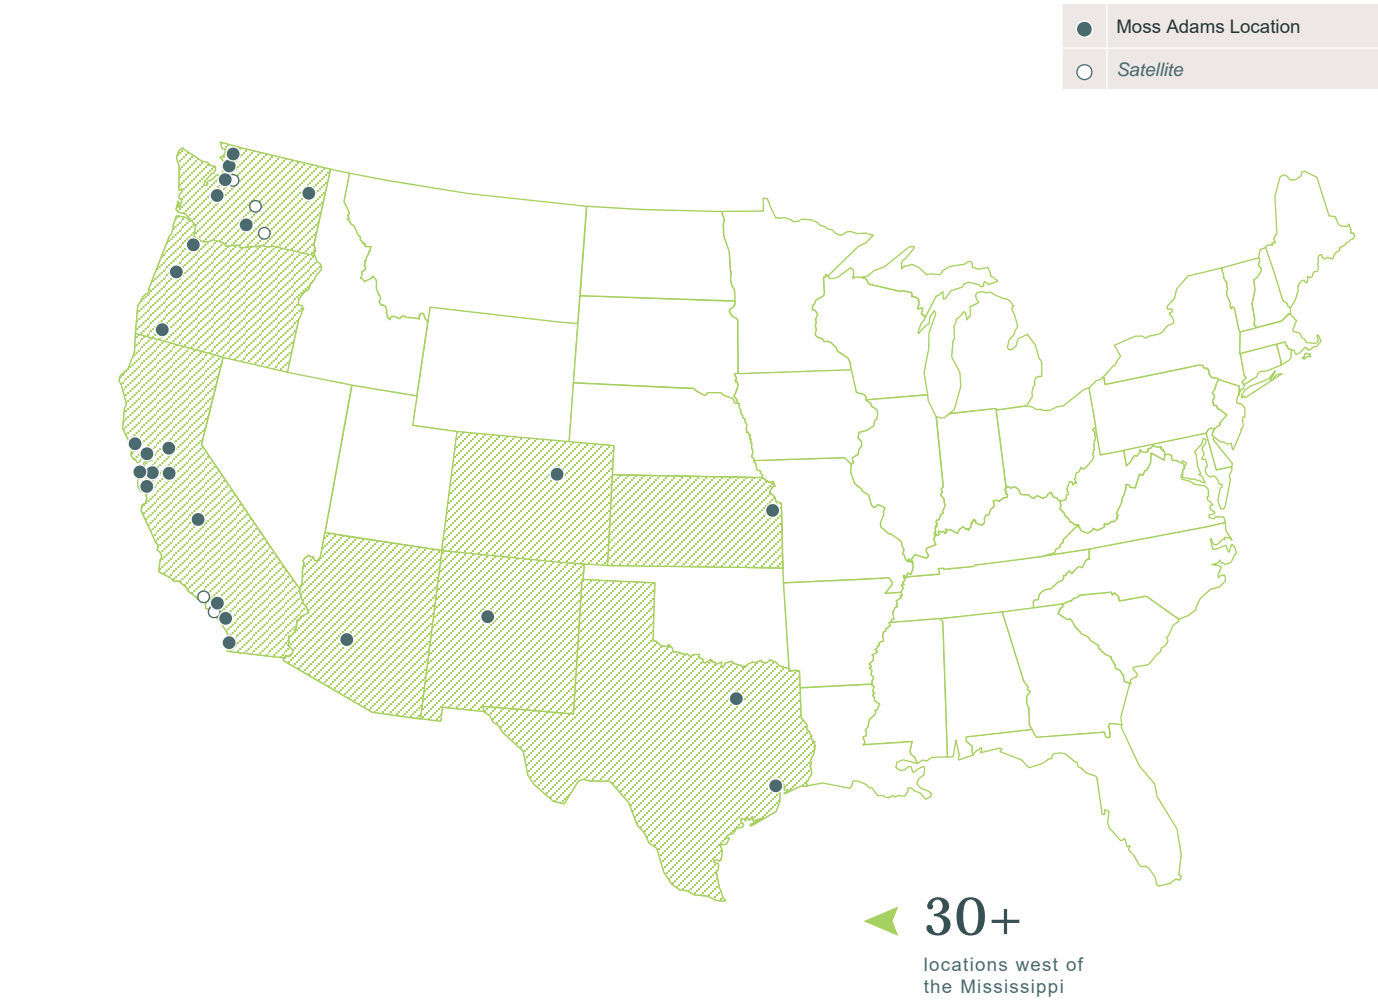 Moss Adams Location
Satellite
30+
locations west of
the Mississippi